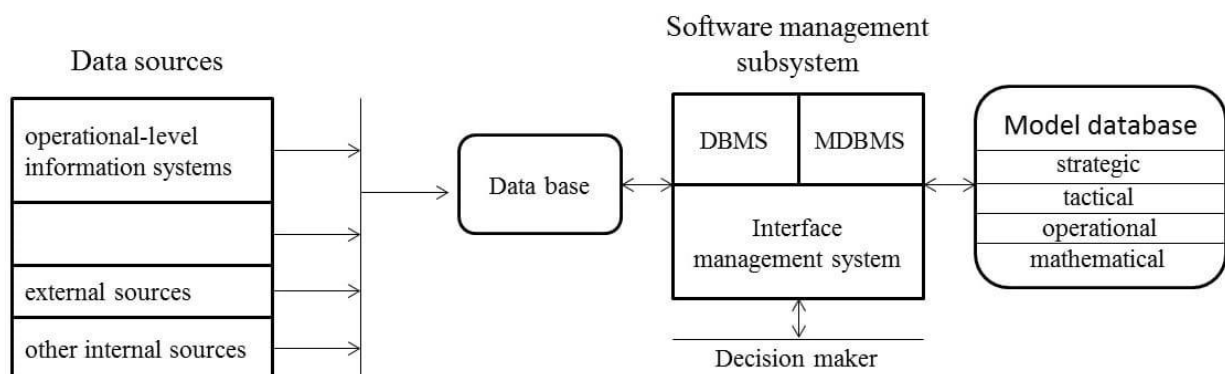 Data sources
operational-level
information systems
external sources
other internal sources
Data base
Software management
subsystem
DBMS
MDBMS
Interface
management system
Decision maker
Model database
strategic
tactical
operational
mathematical